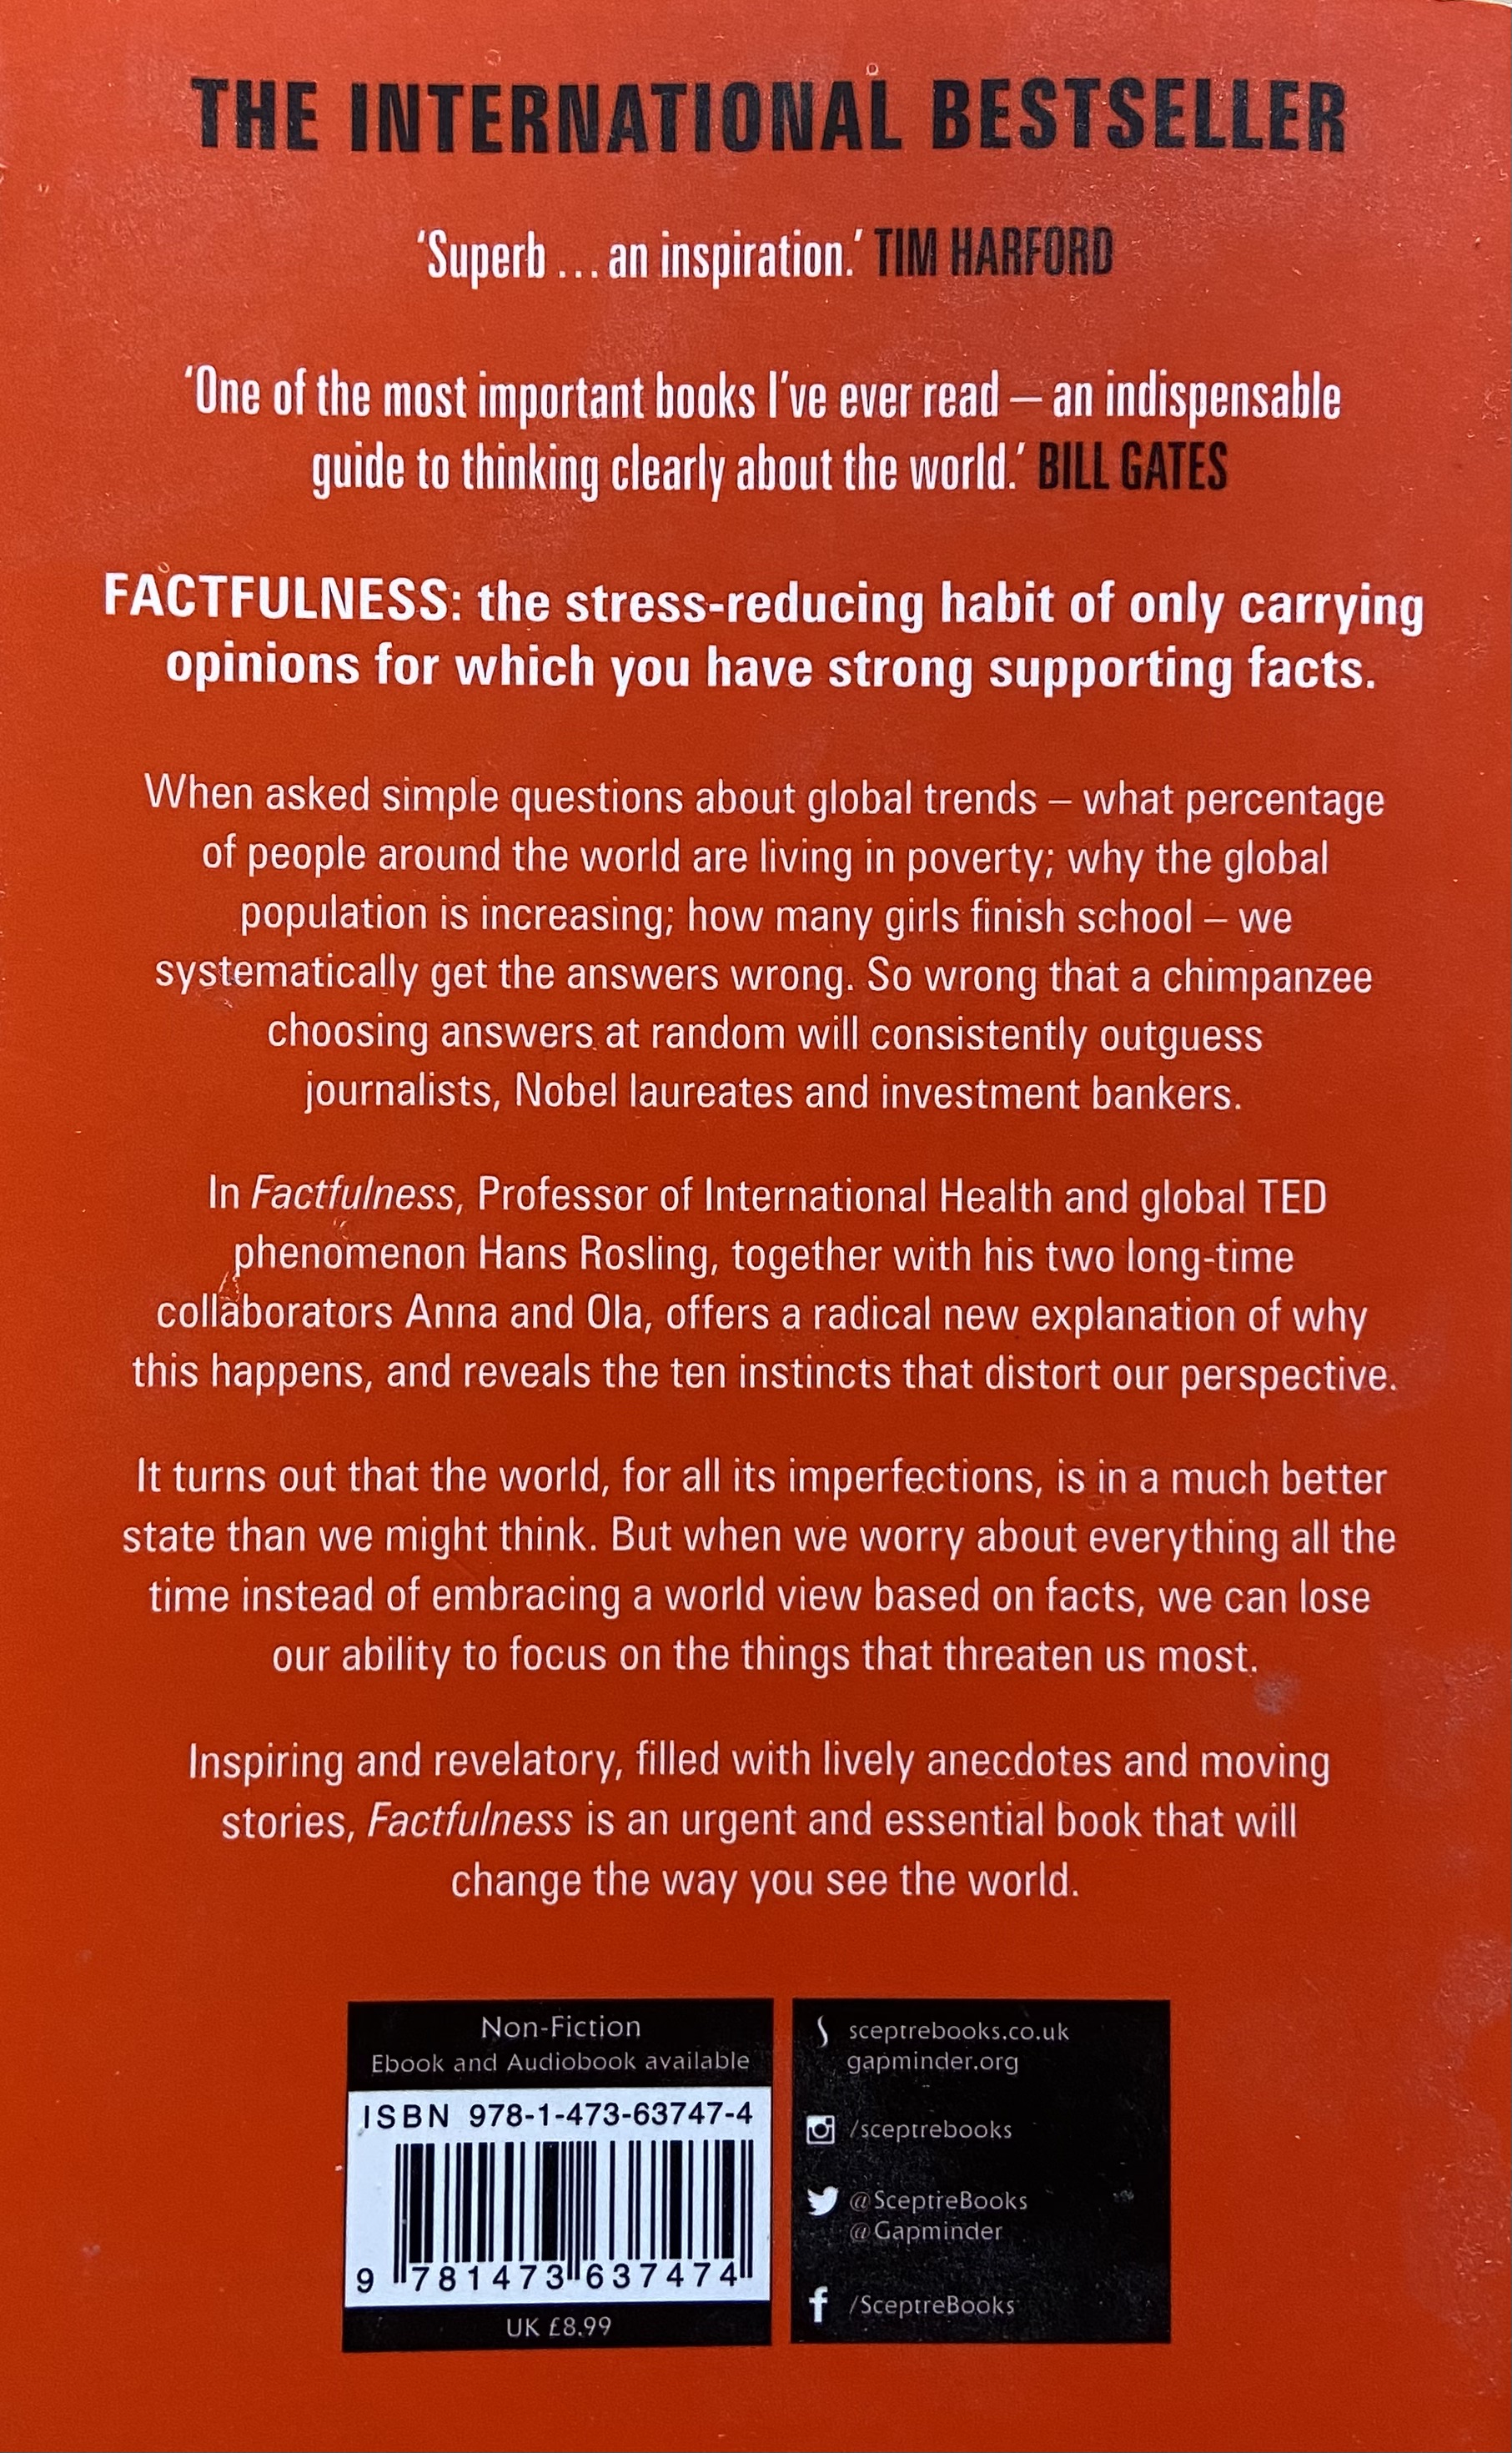 THE INTERNATIONAL BESTSELLER
‘Superb ... an inspiration.’ TIM HARFORD
‘One of the most important books I’ve ever read – an indispensable
guide to thinking clearly about the world.’ BILL GATES
FACTFULNESS: the stress-reducing habit of only carrying
opinions for which you have strong supporting facts.
When asked simple questions about global trends – what percentage
of people around the world are living in poverty; why the global
population is increasing; how many girls finish school – we
systematically get the answers wrong. So wrong that a chimpanzee
choosing answers at random will consistently outguess
journalists, Nobel laureates and investment bankers.
In Factfulness, Professor of International Health and global TED
phenomenon Hans Rosling, together with his two long-time
collaborators Anna and Ola, offers a radical new explanation of why
this happens, and reveals the ten instincts that distort our perspective.
It turns out that the world, for all its imperfections, is in a much better
state than we might think. But when we worry about everything all the
time instead of embracing a world view based on facts, we can lose
our ability to focus on the things that threaten us most.
Inspiring and revelatory, filled with lively anecdotes and moving
stories, Factfulness is an urgent and essential book that will
change the way you see the world.
Non-Fiction
Ebook and Audiobook available
ISBN 978-1-473-63747-4
9 781473 637474
UK £8.99
sceptrebooks.co.uk
gapminder.org
/sceptrebooks
@SceptreBooks
@Gapminder
/SceptreBooks